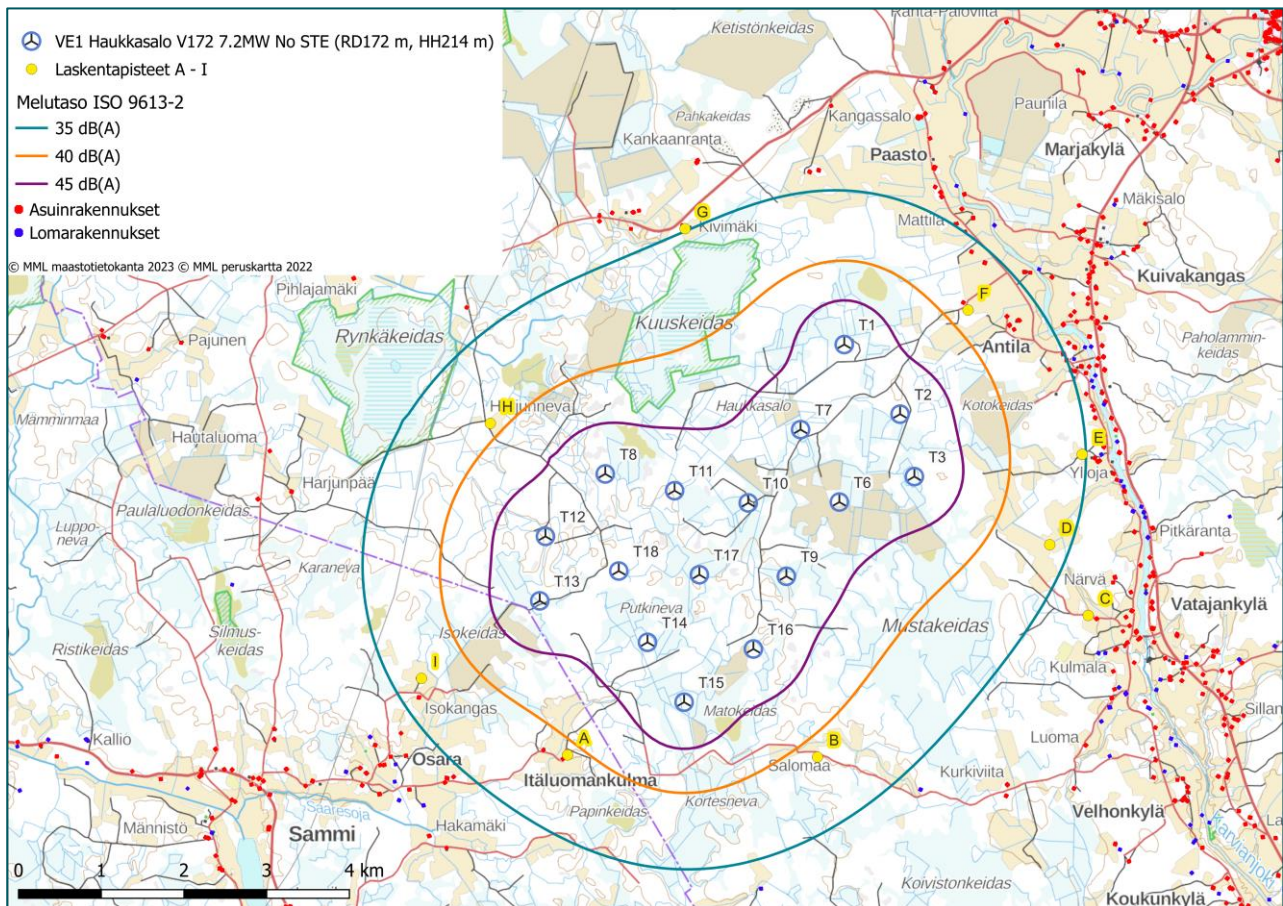 VE1 Haukkasalo V172 7.2MW No STE (RD172 m, HH214 m)
Laskentapisteet A - I
Melutaso ISO 9613-2
35 dB(A)
40 dB(A)
45 dB(A)
Asuinrakennukset
Lomarakennukset
© MML maastotietokanta 2023 © MML peruskartta 2022
Ketistönkeidas
Paunila
Pahkakeidas
Kangassalo
Kankaanranta
Paasto
Marjakylä
Mäkisalo
G
Kivimäki
Mattila
Kuivakangas
Pihlajamäki
Rynkäkeidas
Kuuskeidas
F
T1
Antila
Paholammin-
keidas
Pajunen
Mämminmaa
H
Harjunneva
Haukkasalo
T2
T7
Kotokeidas
Hautaluoma
E
Ylioja
T3
T8
T11
T10
T6
Harjunpää
Paulaluodonkeidas
Luppo-
neva
T12
D
Pitkäranta
Karaneva
T18
T17
T9
Närvä
T13
Putkineva
C
Vatajankylä
Silmus-
keidas
Ristikeidas
Isokeidas
T14
T16
Mustakeidas
Kulmala
I
Isokangas
T15
Matokeidas
Sillan
Kallio
A
B
Luoma
Osara
Itäluomankulma
Salomaa
Kurkiviita
Saaresoja
Papinkeidas
Kortesneva
Velhonkylä
Männistö
Sammi
Hakamäki
Karvianjoki
Koivistonkeidas
Koukunkylä
0 1 2 3 4 km